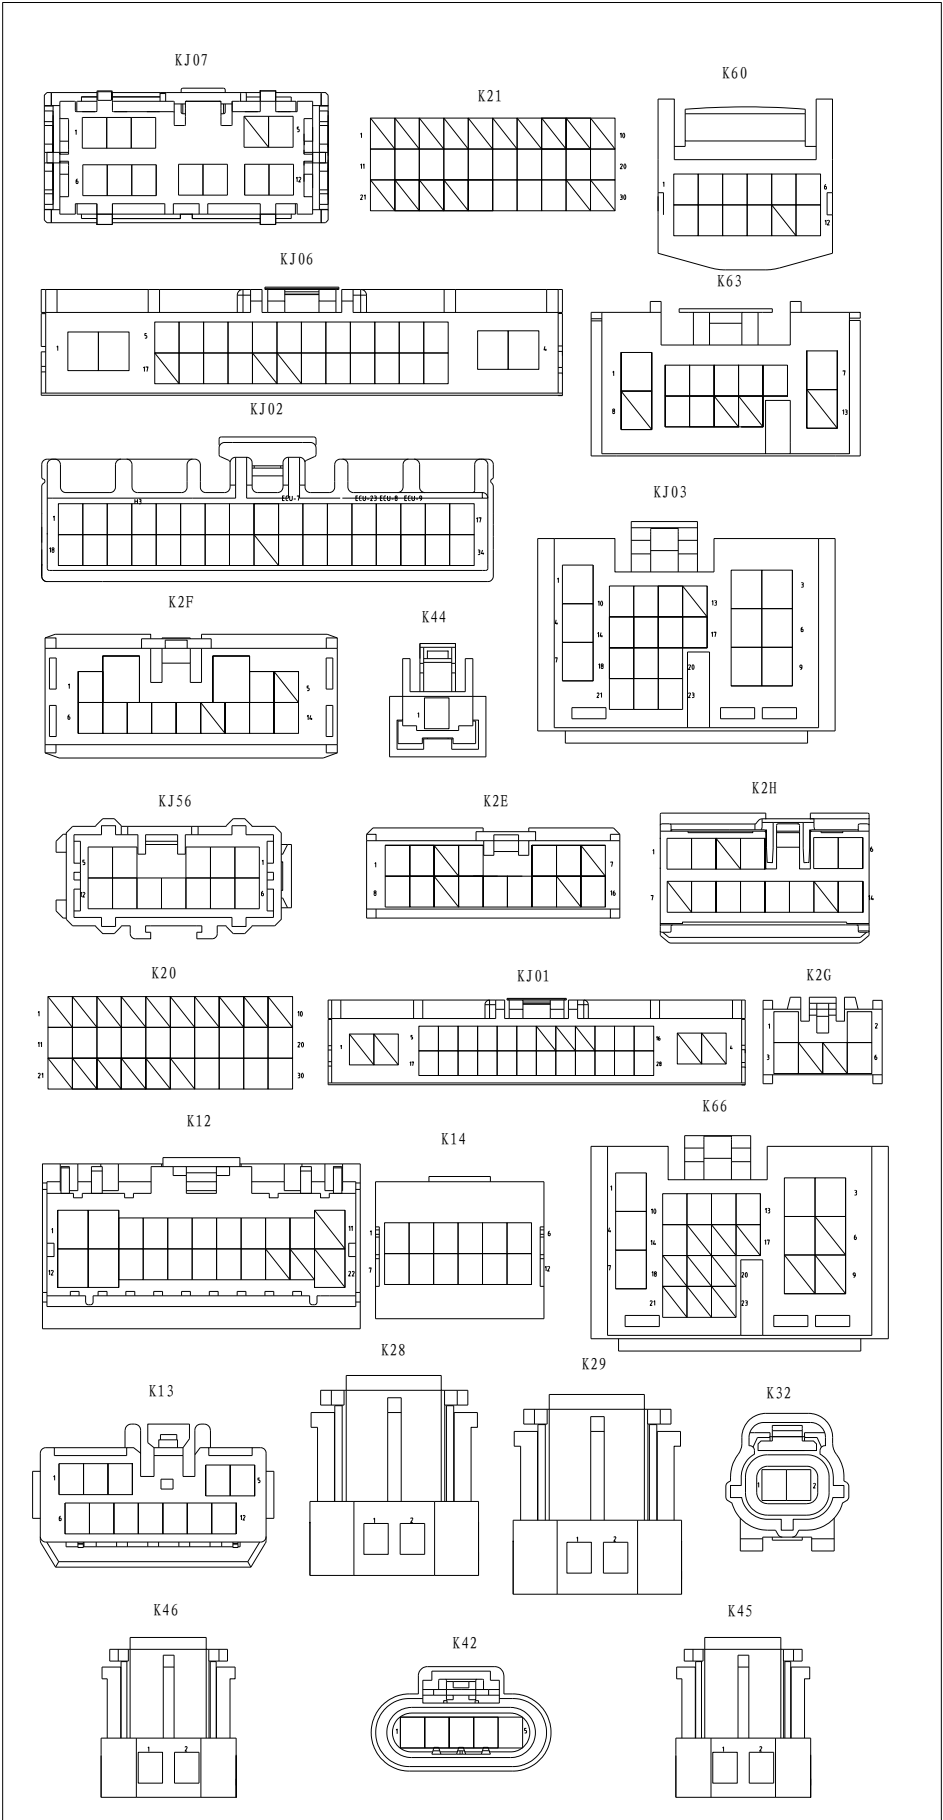 KJ07
1 5
6 12
K21
1 10
11 20
21 30
K60
1 6
12
KJ06
1 5 4
17
K63
1 7
8 13
KJ02
H3 ECU-7 ECU-23 ECU-8 ECU-9
1 17
18 34
KJ03
1 10 13 3
4 14 17 6
7 18 20 9
21 23
K2F
1 5
6 14
K44
1
KJ56
5 1
12 6
K2E
1 7
8 16
K2H
1 6
7 14
K20
1 10
11 20
21 30
KJ01
1 5 16 4
17 28
K2G
1 2
3 6
K12
1 11
12 22
K14
1 6
7 12
K66
1 10 13 3
4 14 17 6
7 18 20 9
21 23
K13
1 5
6 12
K28
1 2
K29
1 2
K32
1 2
K46
1 2
K42
1 5
K45
1 2